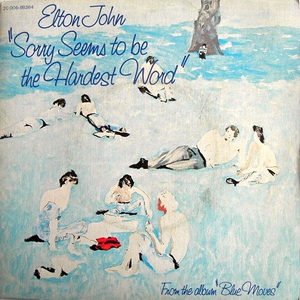 Elton John
"Sorry Seems to be
the Hardest Word"
From the album "Blue Moves"